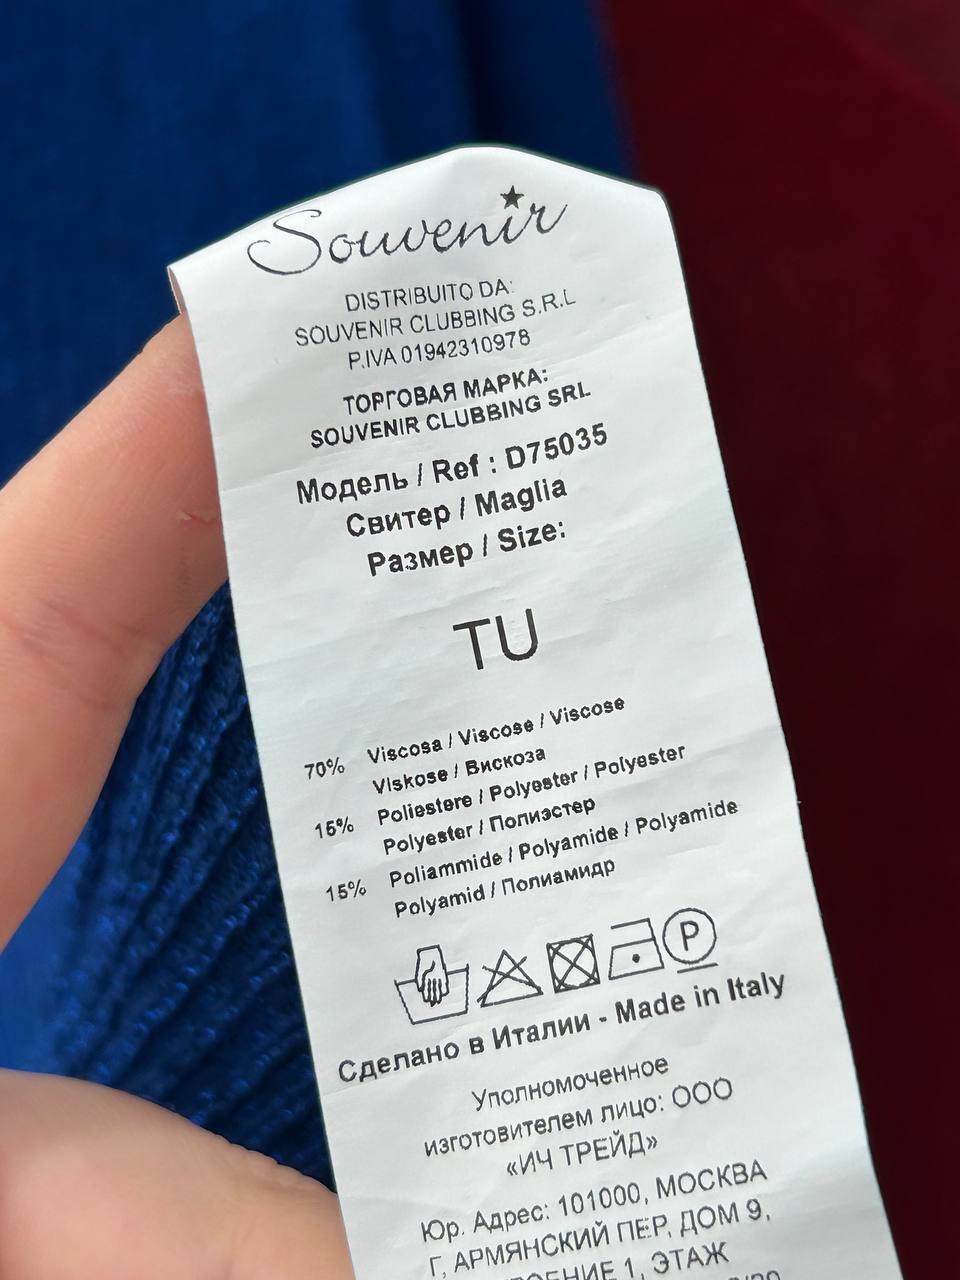 Souvenir
DISTRIBUITO DA:
SOUVENIR CLUBBING S.R.L
P.IVA 01942310978
ТОРГОВАЯ МАРКА:
SOUVENIR CLUBBING SRL
Модель / Ref : D75035
Свитер / Maglia
Размер / Size:
TU
70% Viscosa / Viscose / Viscose
Viskose / Вискоза
15% Poliestere / Polyester / Polyester
Polyester / Полиэстер
15% Poliammide / Polyamide / Polyamide
Polyamid / Полиамидр
P
Сделано в Италии - Made in Italy
Уполномоченное
изготовителем лицо: ООО
«ИЧ ТРЕЙД»
Юр. Адрес: 101000, МОСКВА
Г, АРМЯНСКИЙ ПЕР, ДОМ 9,
1, ЭТАЖ